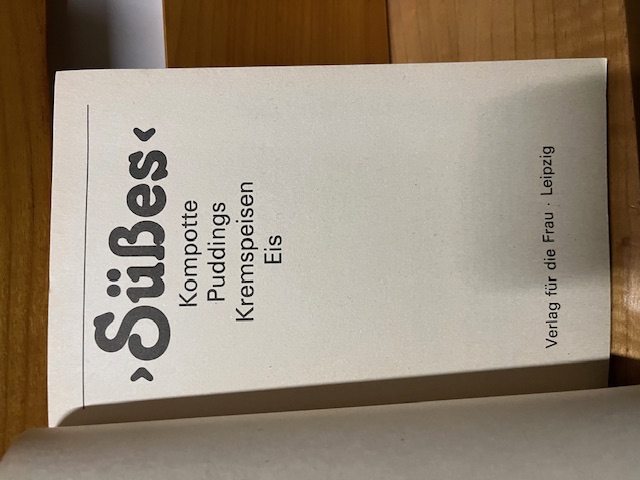 ›Süßes‹
Kompotte
Puddings
Kremspeisen
Eis
Verlag für die Frau · Leipzig